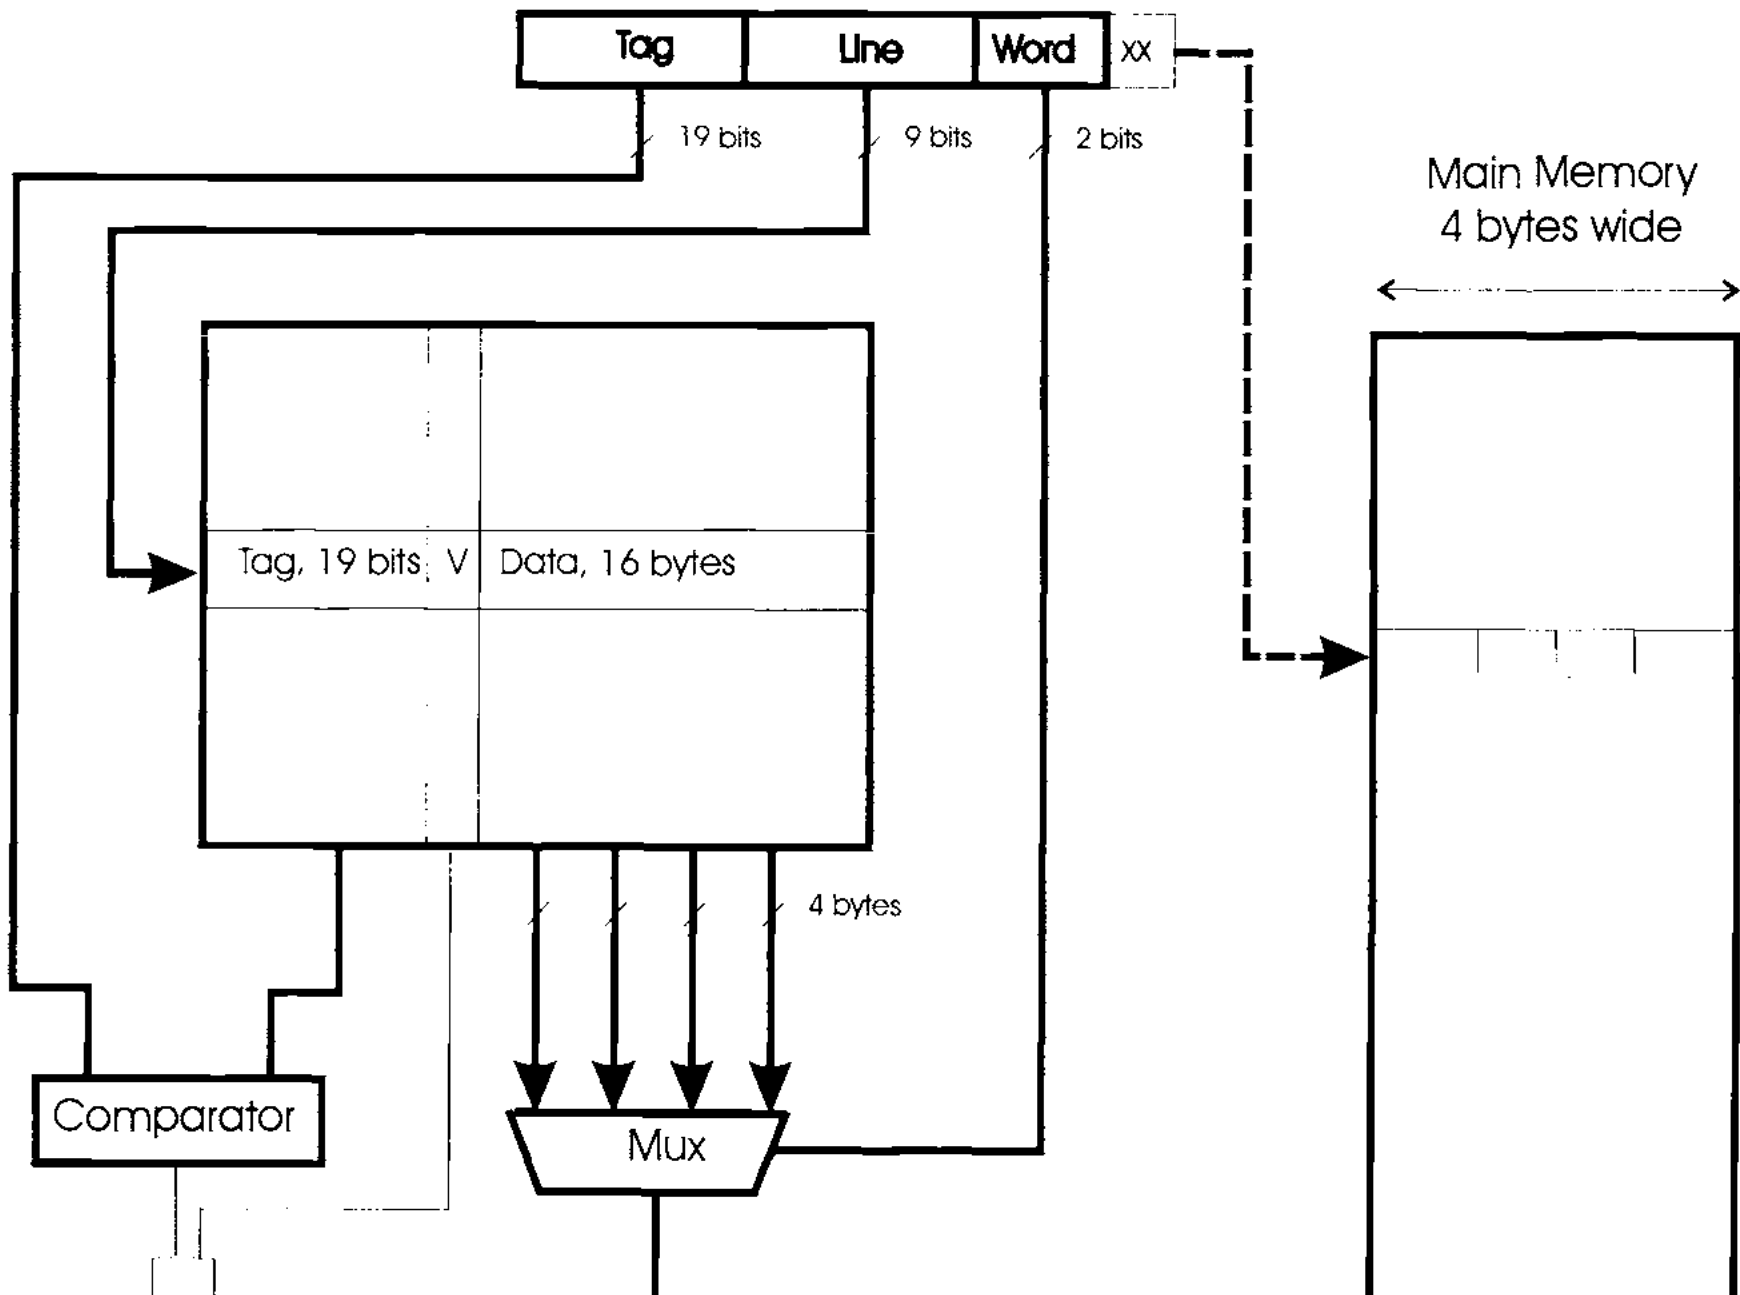 Tag Line Word XX
19 bits 9 bits 2 bits
Main Memory
4 bytes wide
Tag, 19 bits V Data, 16 bytes
4 bytes
Comparator
Mux